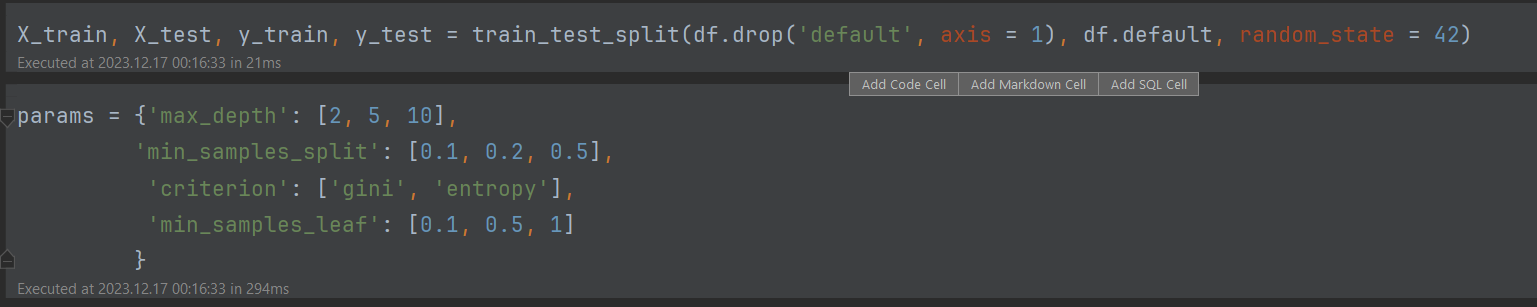 X_train, X_test, y_train, y_test = train_test_split(df.drop('default', axis = 1), df.default, random_state = 42)
Executed at 2023.12.17 00:16:33 in 21ms
Add Code Cell Add Markdown Cell Add SQL Cell
params = {'max_depth': [2, 5, 10],
'min_samples_split': [0.1, 0.2, 0.5],
'criterion': ['gini', 'entropy'],
'min_samples_leaf': [0.1, 0.5, 1]
}
Executed at 2023.12.17 00:16:33 in 294ms